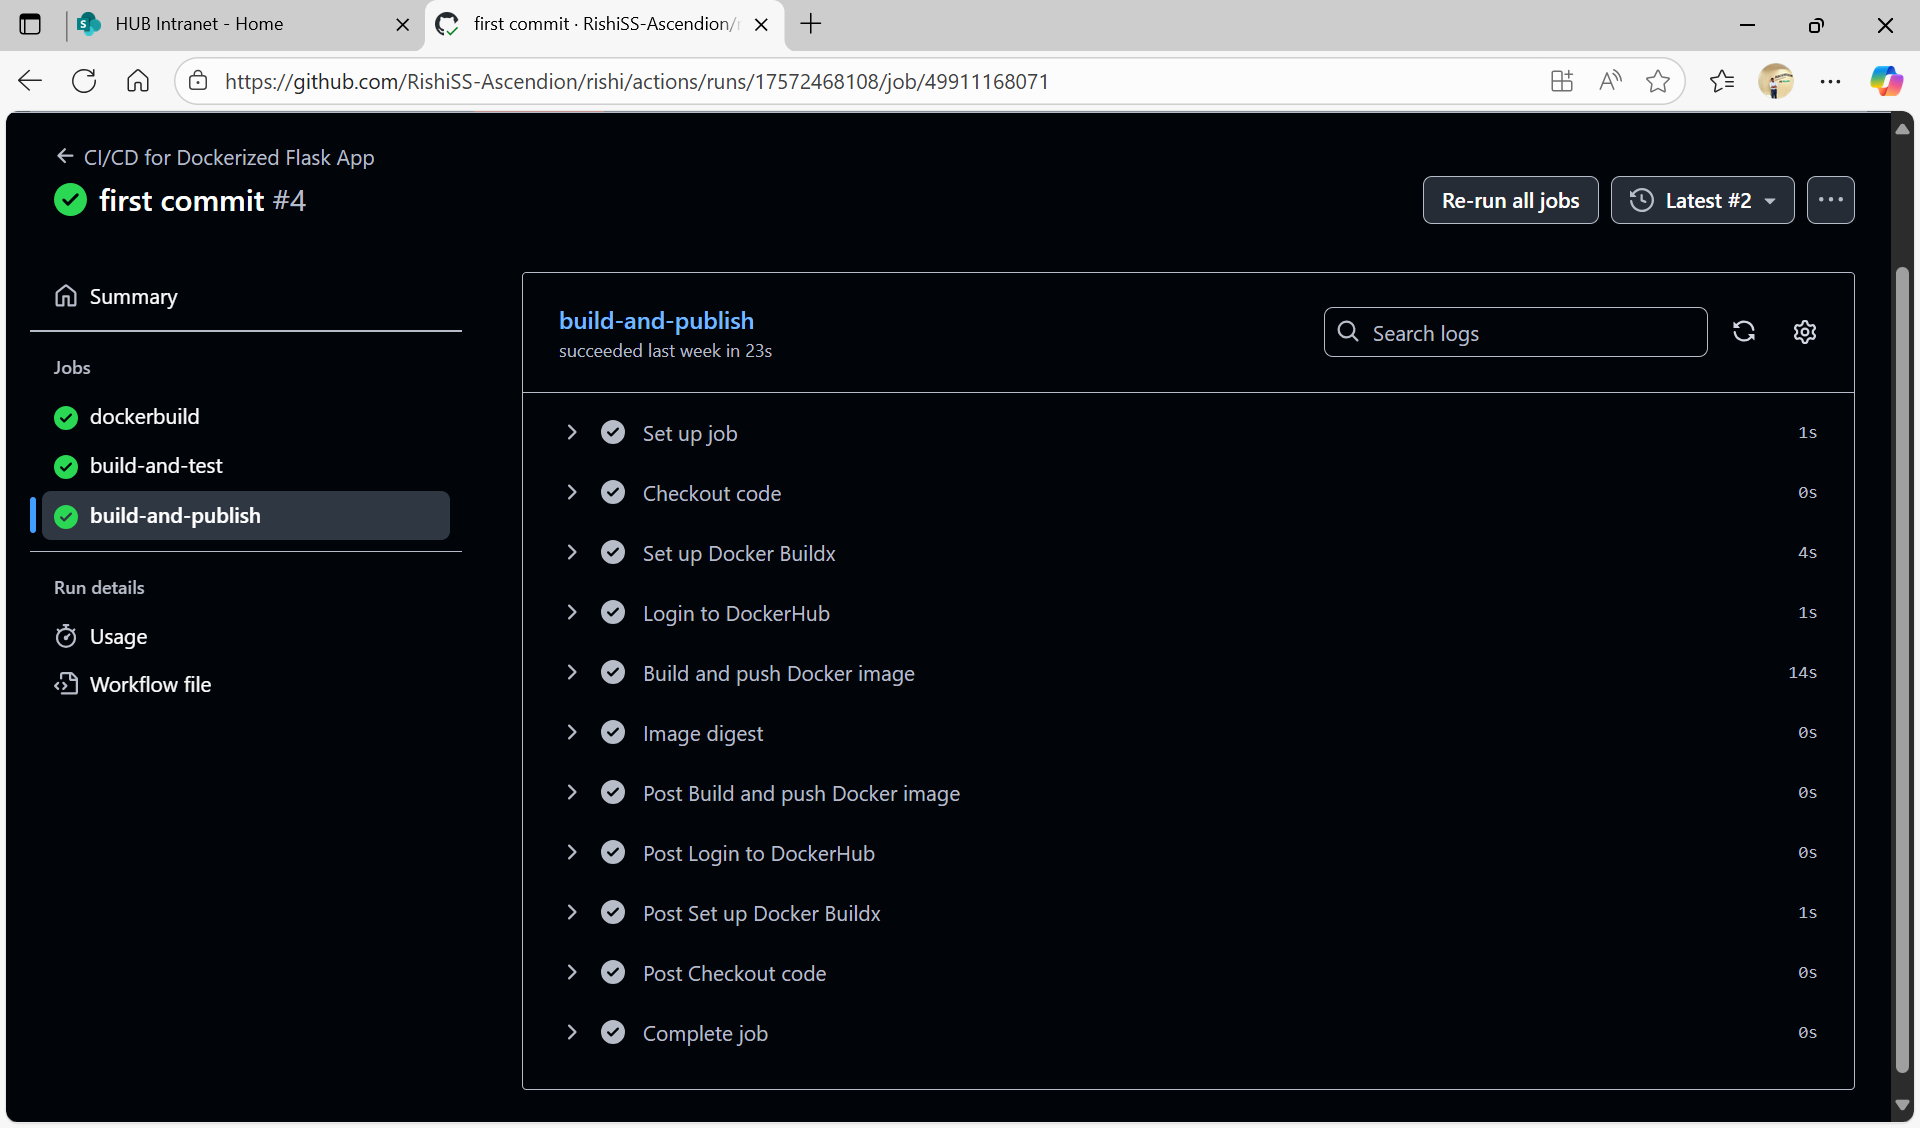 HUB Intranet - Home
first commit · RishiSS-Ascendion/
https://github.com/RishiSS-Ascendion/rishi/actions/runs/17572468108/job/49911168071
CI/CD for Dockerized Flask App
first commit #4
Re-run all jobs
Latest #2
Summary
Jobs
dockerbuild
build-and-test
build-and-publish
Run details
Usage
Workflow file
build-and-publish
succeeded last week in 23s
Search logs
Set up job 1s
Checkout code 0s
Set up Docker Buildx 4s
Login to DockerHub 1s
Build and push Docker image 14s
Image digest 0s
Post Build and push Docker image 0s
Post Login to DockerHub 0s
Post Set up Docker Buildx 1s
Post Checkout code 0s
Complete job 0s